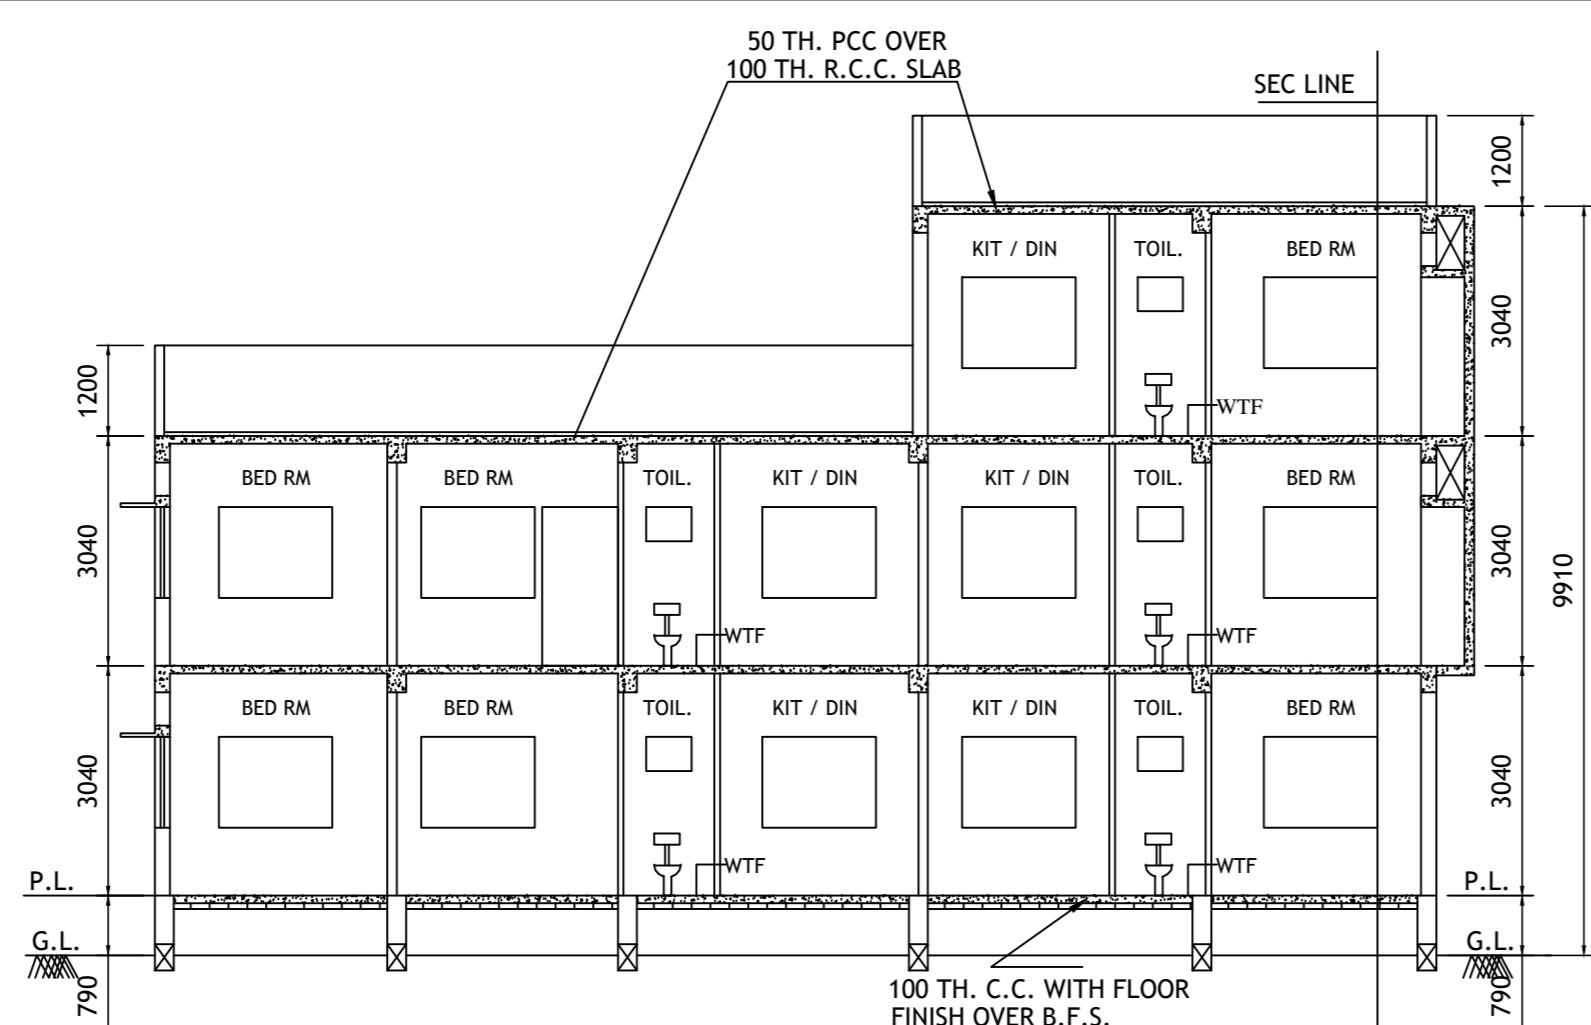 50 TH. PCC OVER
100 TH. R.C.C. SLAB
SEC LINE
1200
KIT / DIN TOIL. BED RM
3040
WTF
1200
BED RM BED RM TOIL. KIT / DIN KIT / DIN TOIL. BED RM
3040 3040
9910
WTF WTF
BED RM BED RM TOIL. KIT / DIN KIT / DIN TOIL. BED RM
3040 3040
WTF WTF
P.L. P.L.
G.L. G.L.
790 790
100 TH. C.C. WITH FLOOR
FINISH OVER B.F.S.